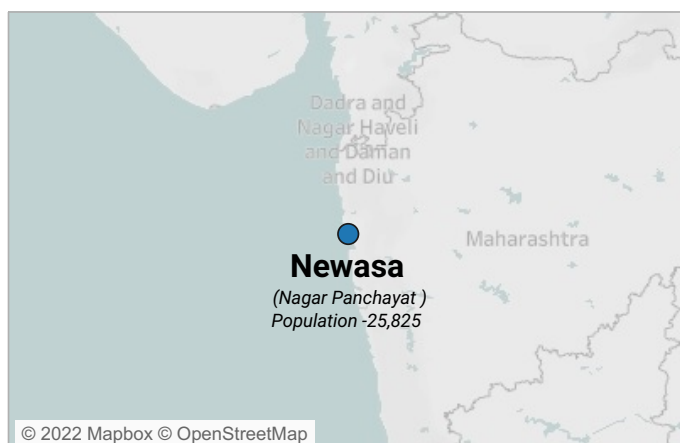 Dadra and
Nagar Haveli
and Daman
and Diu
Maharashtra
Newasa
(Nagar Panchayat )
Population -25,825
© 2022 Mapbox © OpenStreetMap